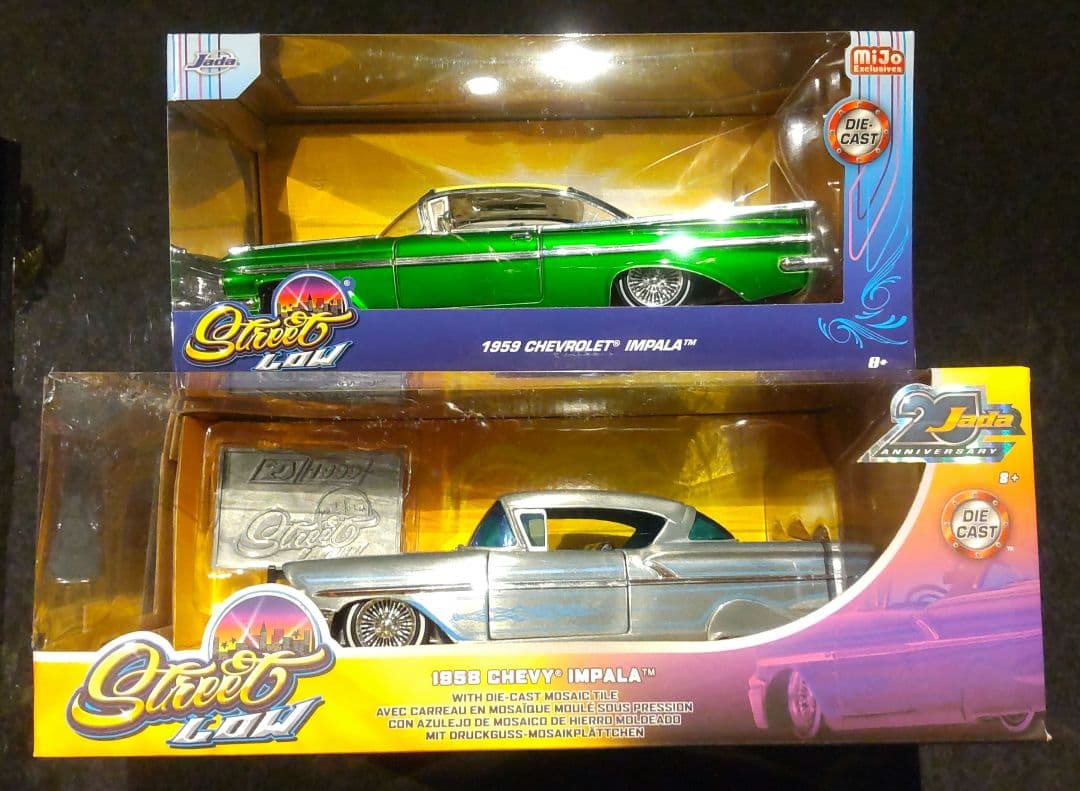 Jada
MiJo
Exclusives
DIE-
CAST
Street
LOW
1959 CHEVROLET® IMPALA™
8+
20 Jada
ANNIVERSARY
8+
DIE
CAST
Street
Street
LOW
1958 CHEVY® IMPALA™
WITH DIE-CAST MOSAIC TILE
AVEC CARREAU EN MOSAÏQUE MOULÉ SOUS PRESSION
CON AZULEJO DE MOSAICO DE HIERRO MOLDEADO
MIT DRUCKGUSS-MOSAIKPLÄTTCHEN